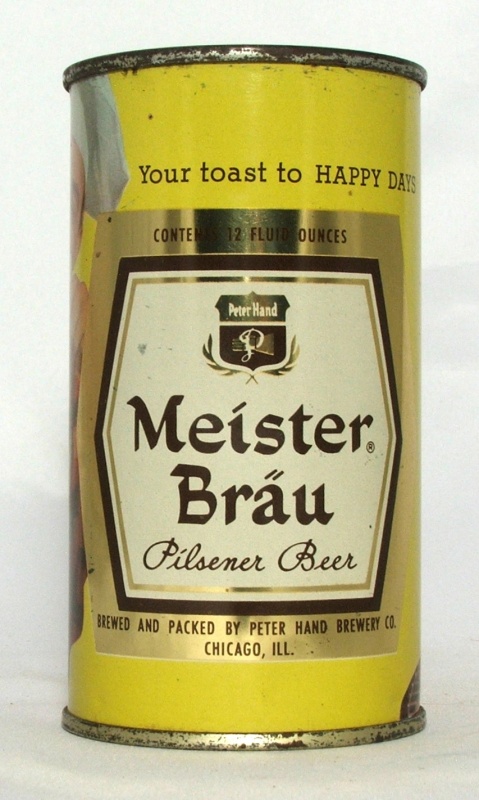 Your toast to HAPPY DAYS
CONTENTS 12 FLUID OUNCES
Peter Hand
P
Meister®
Bräu
Pilsener Beer
BREWED AND PACKED BY PETER HAND BREWERY CO.
CHICAGO, ILL.